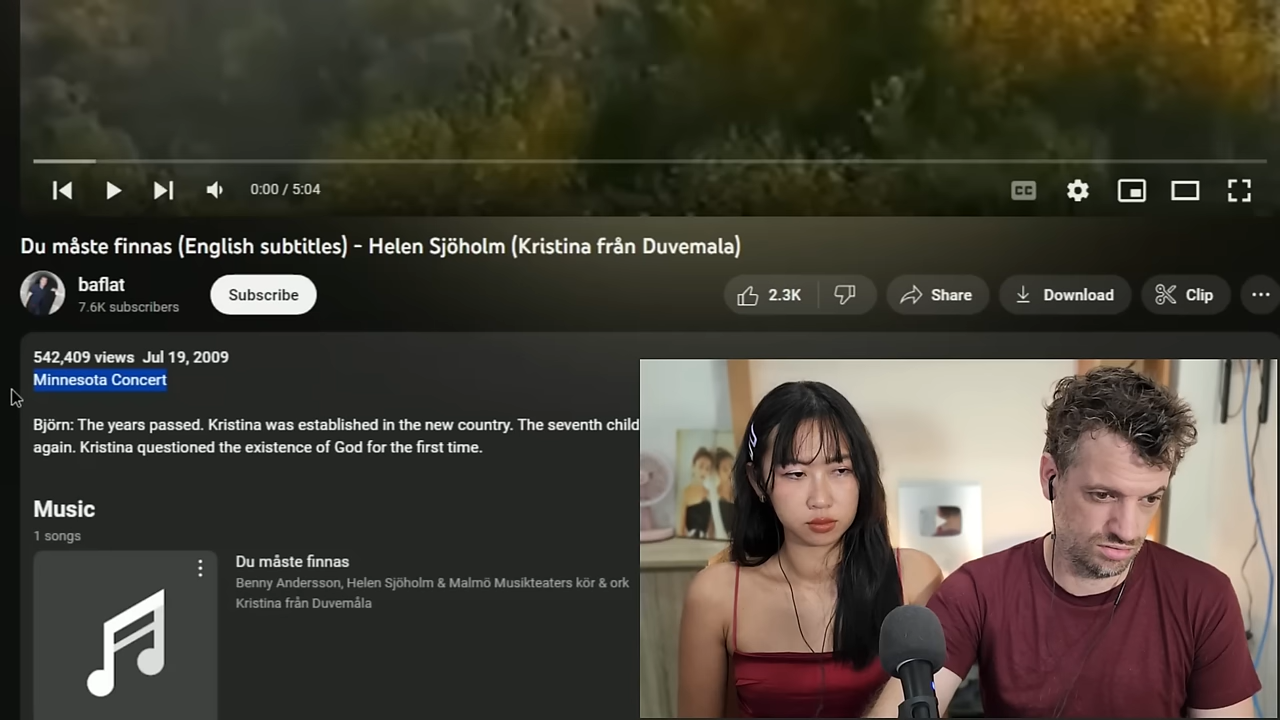 CC
0:00 / 5:04
Du måste finnas (English subtitles) - Helen Sjöholm (Kristina från Duvemala)
baflat
7.6K subscribers
Subscribe
2.3K
Share
Download
Clip
542,409 views Jul 19, 2009
Minnesota Concert
Björn: The years passed. Kristina was established in the new country. The seventh child
again. Kristina questioned the existence of God for the first time.
Music
1 songs
Du måste finnas
Benny Andersson, Helen Sjöholm & Malmö Musikteaters kör & ork
Kristina från Duvemåla